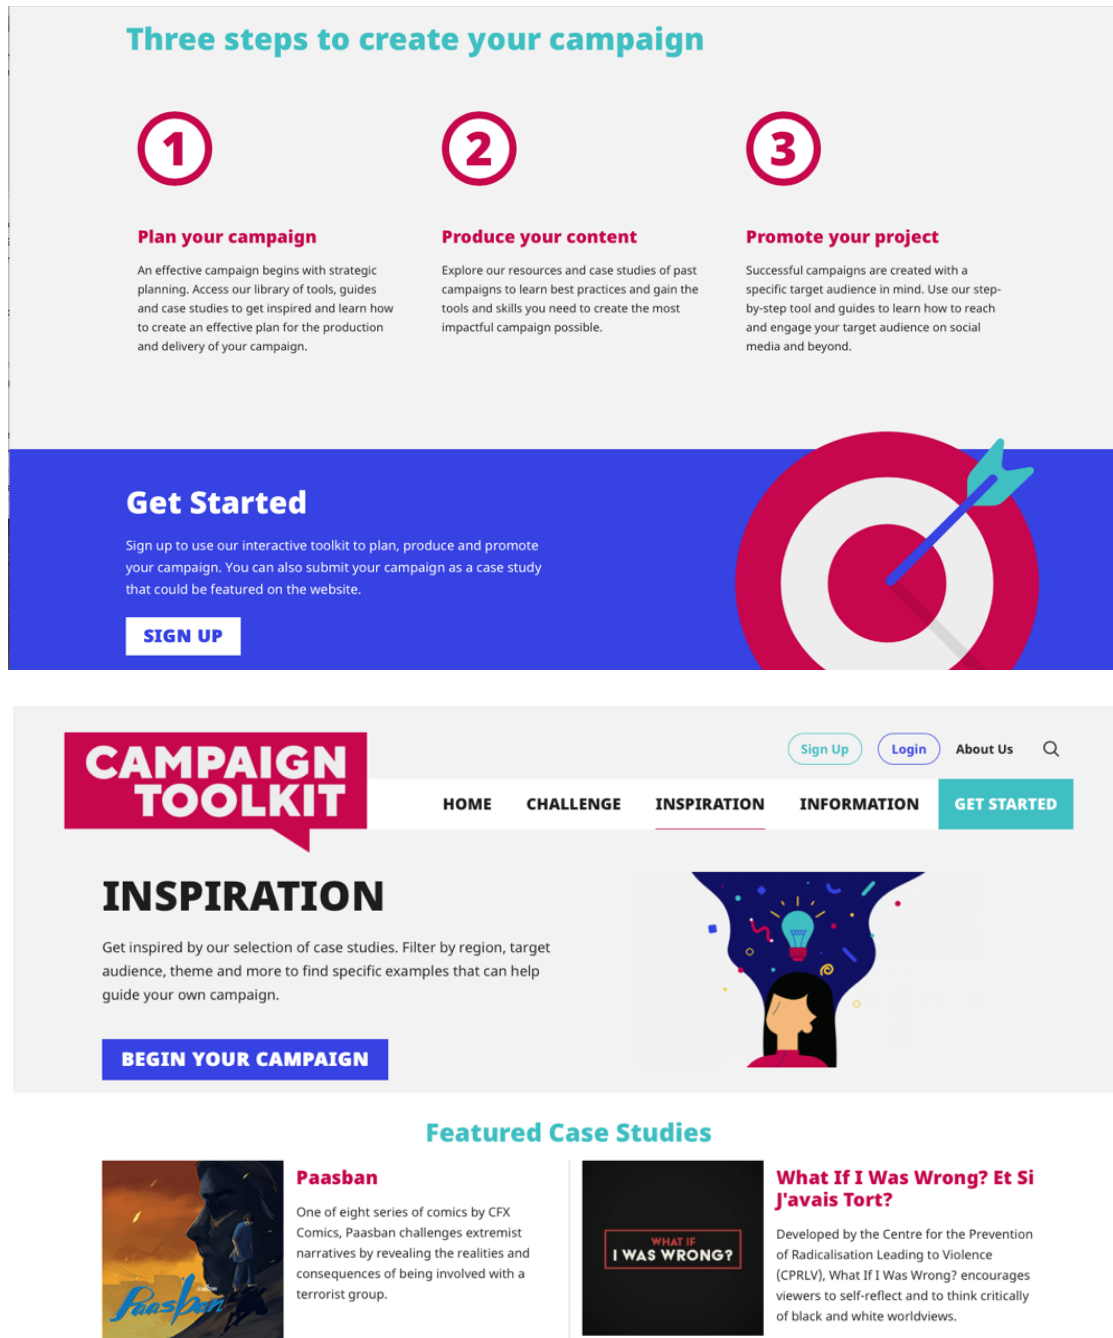 Three steps to create your campaign
1
2
3
Plan your campaign
An effective campaign begins with strategic
planning. Access our library of tools, guides
and case studies to get inspired and learn how
to create an effective plan for the production
and delivery of your campaign.
Produce your content
Explore our resources and case studies of past
campaigns to learn best practices and gain the
tools and skills you need to create the most
impactful campaign possible.
Promote your project
Successful campaigns are created with a
specific target audience in mind. Use our step-
by-step tool and guides to learn how to reach
and engage your target audience on social
media and beyond.
Get Started
Sign up to use our interactive toolkit to plan, produce and promote
your campaign. You can also submit your campaign as a case study
that could be featured on the website.
SIGN UP
CAMPAIGN
TOOLKIT
Sign Up
Login
About Us
HOME
CHALLENGE
INSPIRATION
INFORMATION
GET STARTED
INSPIRATION
Get inspired by our selection of case studies. Filter by region, target
audience, theme and more to find specific examples that can help
guide your own campaign.
BEGIN YOUR CAMPAIGN
Featured Case Studies
Paasban
Paasban
One of eight series of comics by CFX
Comics, Paasban challenges extremist
narratives by revealing the realities and
consequences of being involved with a
terrorist group.
WHAT IF
I WAS WRONG?
What If I Was Wrong? Et Si
J'avais Tort?
Developed by the Centre for the Prevention
of Radicalisation Leading to Violence
(CPRLV), What If I Was Wrong? encourages
viewers to self-reflect and to think critically
of black and white worldviews.